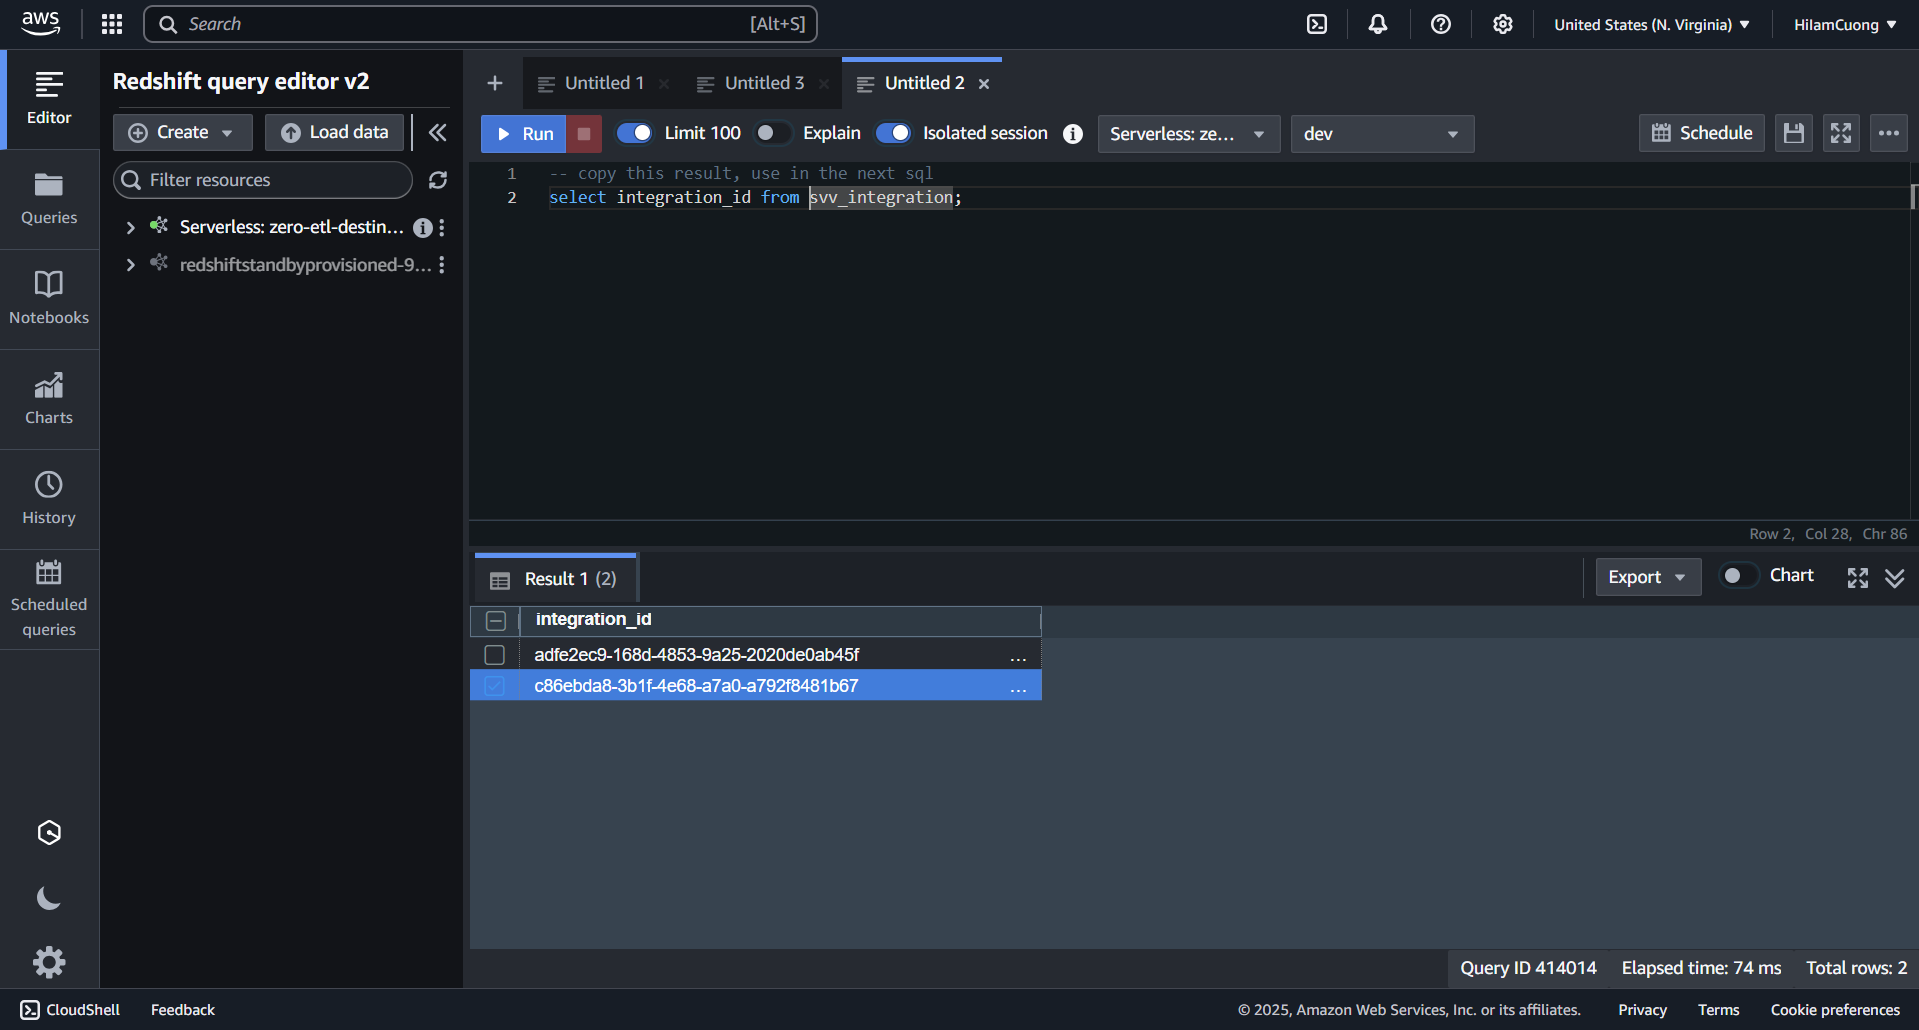 aws
Search [Alt+S]
United States (N. Virginia)
HilamCuong
Editor
Queries
Notebooks
Charts
History
Scheduled
queries
Redshift query editor v2
Create
Load data
Filter resources
Serverless: zero-etl-destin...
redshiftstandbyprovisioned-9...
Untitled 1
Untitled 3
Untitled 2
Run
Limit 100
Explain
Isolated session
Serverless: ze...
dev
Schedule
1 -- copy this result, use in the next sql
2 select integration_id from svv_integration;
Row 2, Col 28, Chr 86
Result 1 (2)
Export
Chart
integration_id
adfe2ec9-168d-4853-9a25-2020de0ab45f ...
c86ebda8-3b1f-4e68-a7a0-a792f8481b67 ...
Query ID 414014 Elapsed time: 74 ms Total rows: 2
CloudShell Feedback
© 2025, Amazon Web Services, Inc. or its affiliates. Privacy Terms Cookie preferences